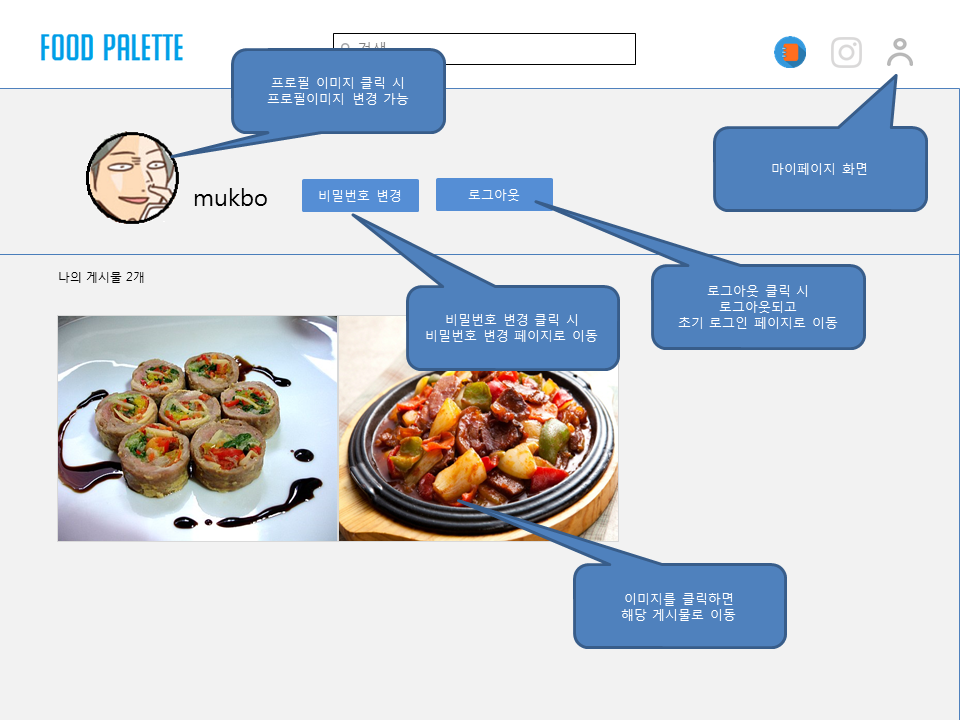 FOOD PALETTE
검색
프로필 이미지 클릭 시
프로필이미지 변경 가능
마이페이지 화면
mukbo
비밀번호 변경
로그아웃
나의 게시물 2개
로그아웃 클릭 시
로그아웃되고
초기 로그인 페이지로 이동
비밀번호 변경 클릭 시
비밀번호 변경 페이지로 이동
이미지를 클릭하면
해당 게시물로 이동